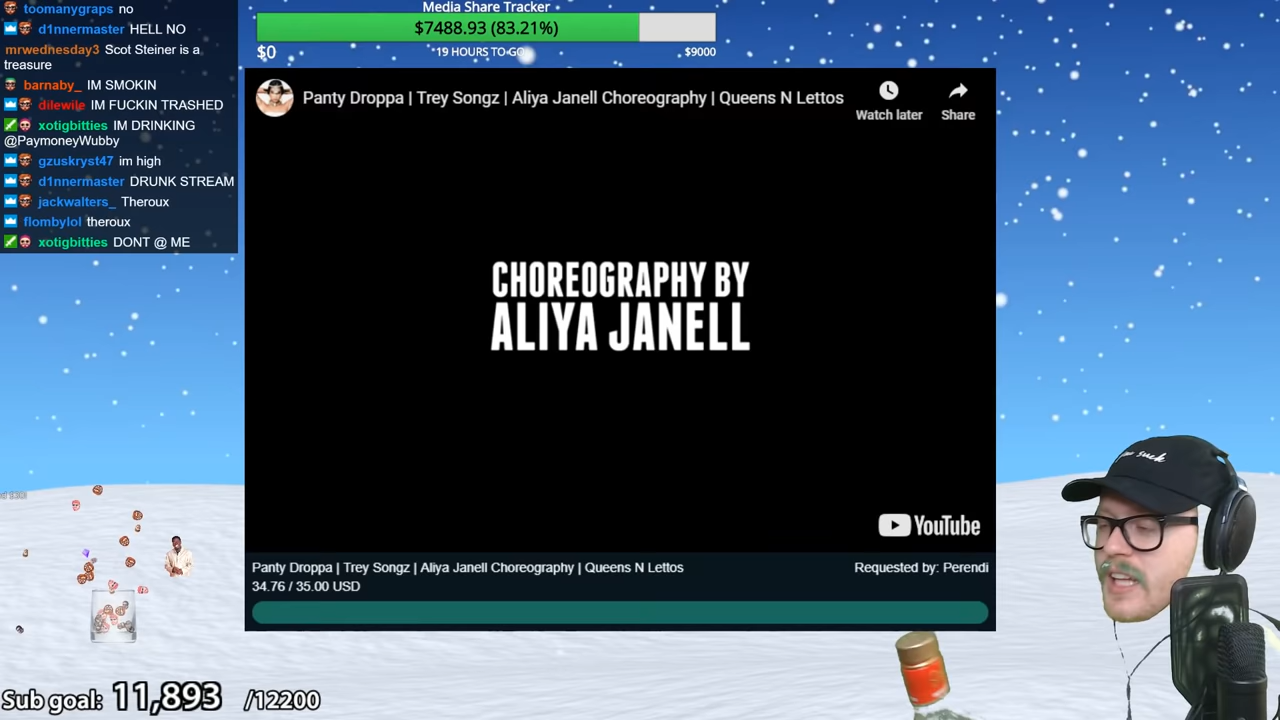 toomanygraps no
d1nnermaster HELL NO
mrwednesday3 Scot Steiner is a
treasure
barnaby_ IM SMOKIN
dilewile IM FUCKIN TRASHED
xotigbitties IM DRINKING
@PaymoneyWubby
gzuskryst47 im high
d1nnermaster DRUNK STREAM
jackwalters_ Theroux
flombylol theroux
xotigbitties DONT @ ME
Media Share Tracker
$7488.93 (83.21%)
$0
19 HOURS TO GO
$9000
Panty Droppa | Trey Songz | Aliya Janell Choreography | Queens N Lettos
Watch later
Share
CHOREOGRAPHY BY
ALIYA JANELL
YouTube
Panty Droppa | Trey Songz | Aliya Janell Choreography | Queens N Lettos
Requested by: Perendi
34.76 / 35.00 USD
Sub goal: 11,893 /12200